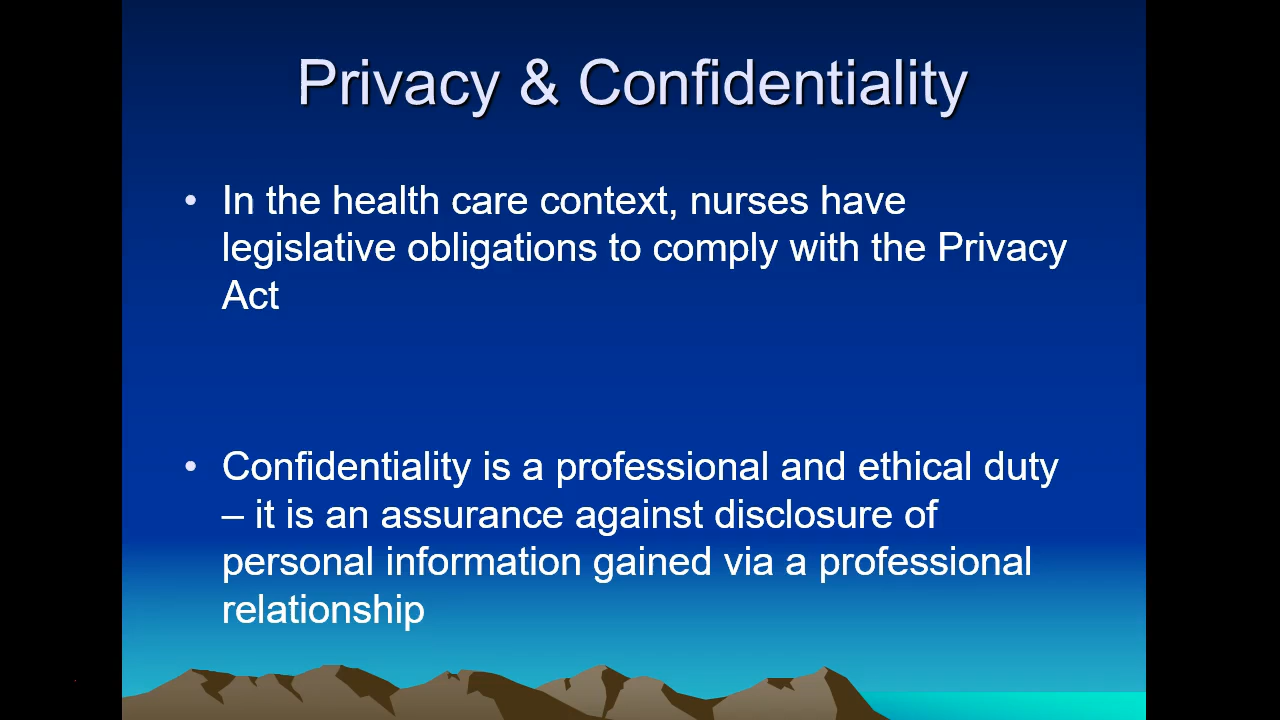 Privacy & Confidentiality
• In the health care context, nurses have
legislative obligations to comply with the Privacy
Act
• Confidentiality is a professional and ethical duty
– it is an assurance against disclosure of
personal information gained via a professional
relationship